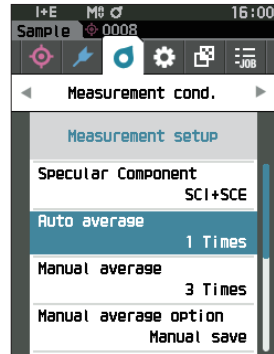 I+E M 16:00
Sample 0008
JOB
Measurement cond.
Measurement setup
Specular Component
SCI+SCE
Auto average
1 Times
Manual average
3 Times
Manual average option
Manual save